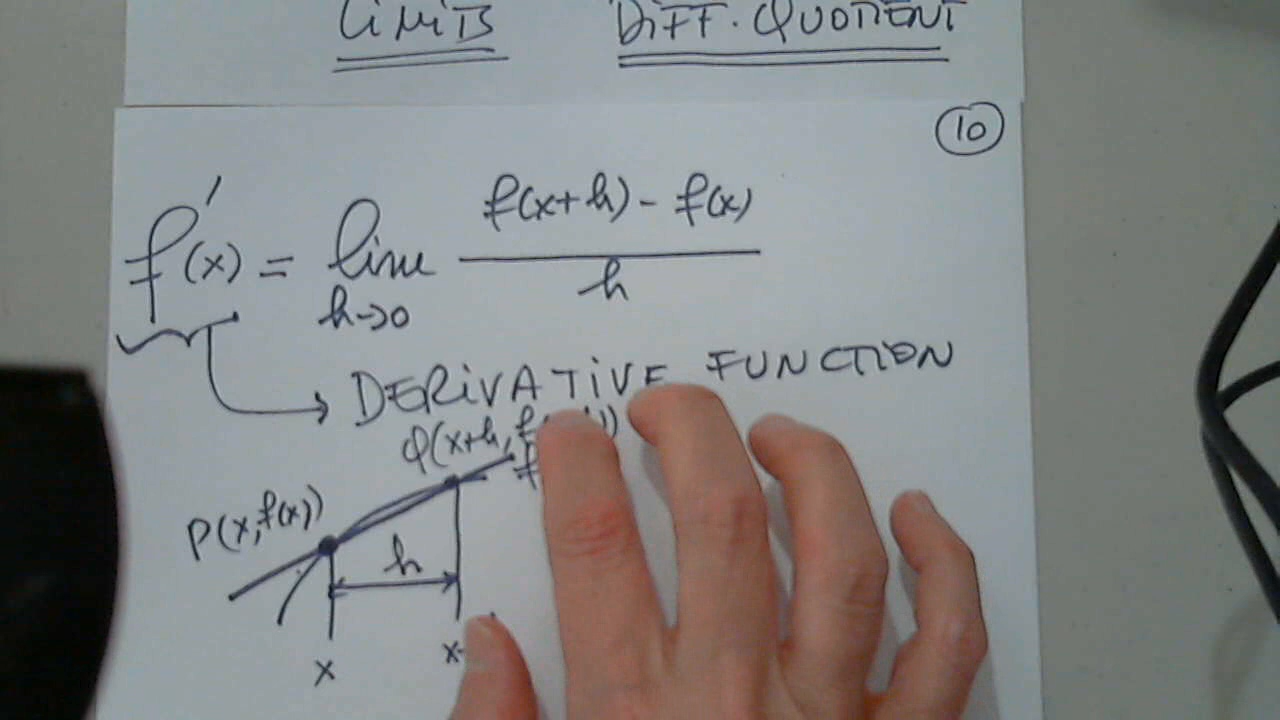 LiMiTS DiFF. QUOTIENT
10
f'(x) = lim h→0 f(x+h) - f(x) / h
DERiVATiVE FUNCTION
Q(x+h,
P(x, f(x))
h
x